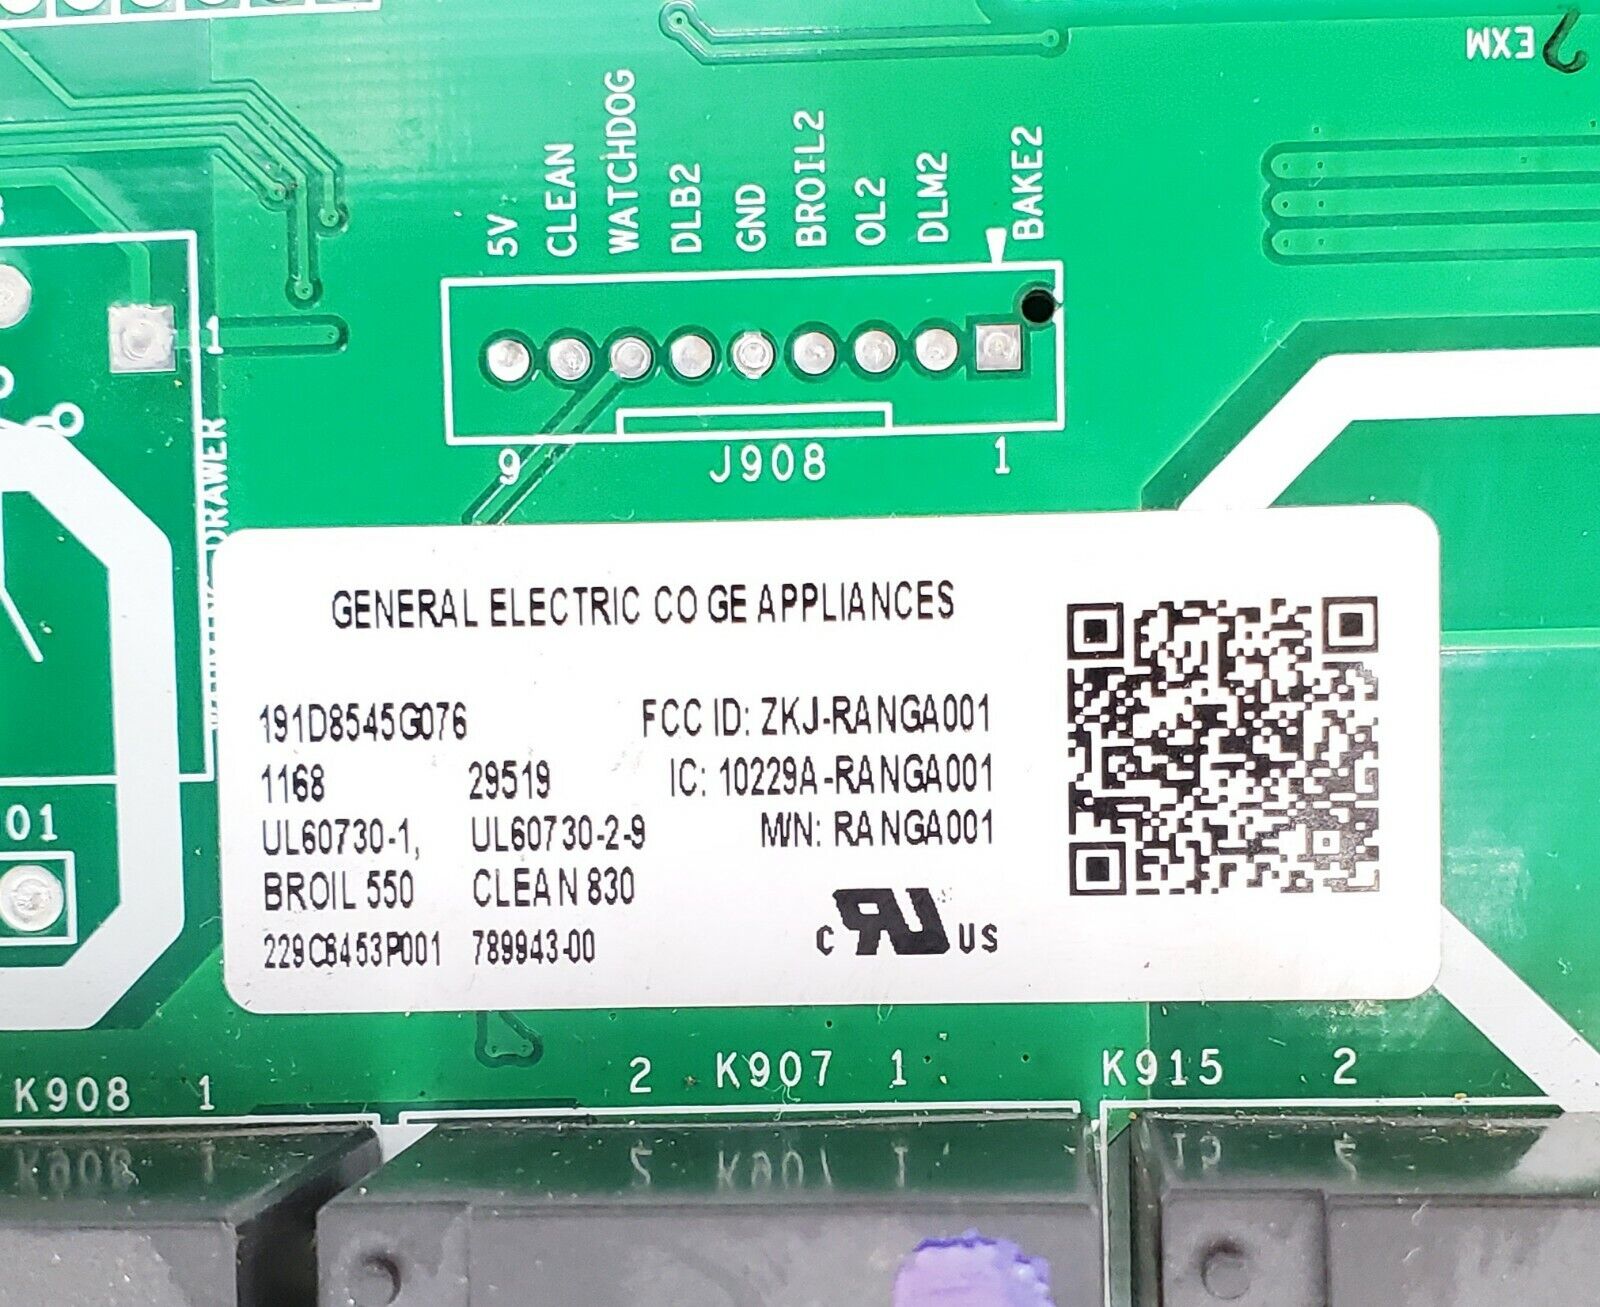 EXM
5V
CLEAN
WATCHDOG
DLB2
GND
BROIL2
OL2
DLM2
BAKE2
1
9 J908 1
DRAWER
GENERAL ELECTRIC CO GE APPLIANCES
191D8545G076 FCC ID: ZKJ-RANGA001
1168 29519 IC: 10229A-RANGA001
UL60730-1, UL60730-2-9 M/N: RANGA001
BROIL 550 CLEAN 830
229C6453P001 789943-00
c RU US
01
K908 1
2 K907 1
K915 2